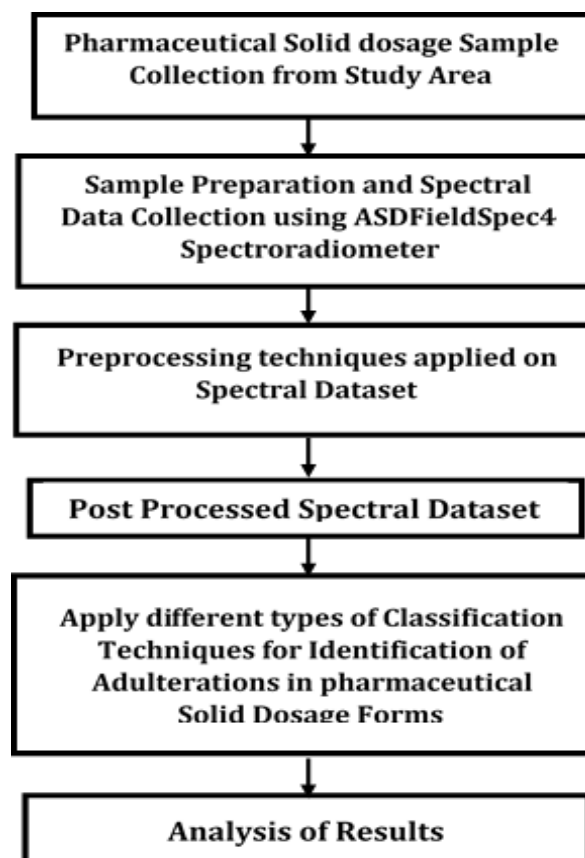 Pharmaceutical Solid dosage Sample
Collection from Study Area
Sample Preparation and Spectral
Data Collection using ASDFieldSpec4
Spectroradiometer
Preprocessing techniques applied on
Spectral Dataset
Post Processed Spectral Dataset
Apply different types of Classification
Techniques for Identification of
Adulterations in pharmaceutical
Solid Dosage Forms
Analysis of Results